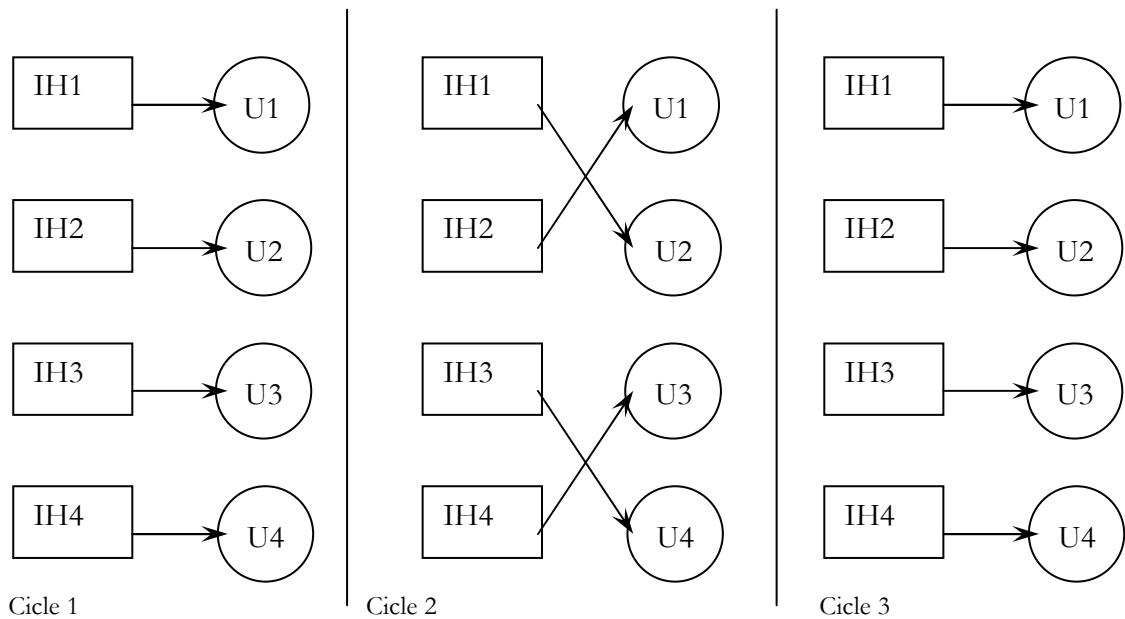 IH1
U1
IH2
U2
IH3
U3
IH4
U4
Cicle 1
IH1
U1
IH2
U2
IH3
U3
IH4
U4
Cicle 2
IH1
U1
IH2
U2
IH3
U3
IH4
U4
Cicle 3